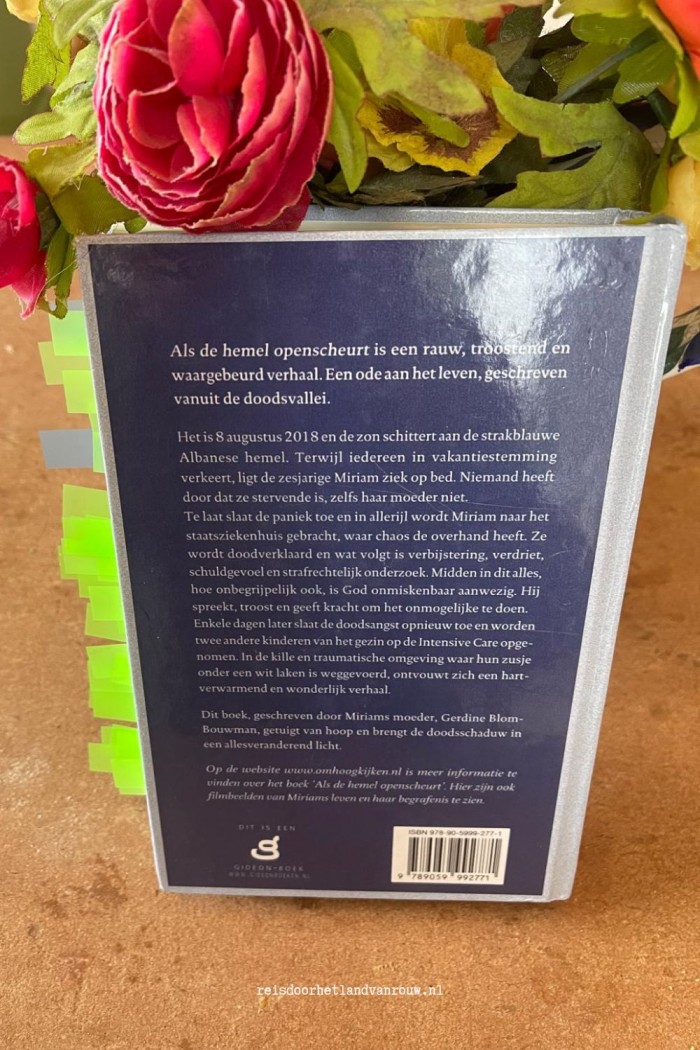 Als de hemel openscheurt is een rauw, troostend en
waargebeurd verhaal. Een ode aan het leven, geschreven
vanuit de doodsvallei.
Het is 8 augustus 2018 en de zon schittert aan de strakblauwe
Albanese hemel. Terwijl iedereen in vakantiestemming
verkeert, ligt de zesjarige Miriam ziek op bed. Niemand heeft
door dat ze stervende is, zelfs haar moeder niet.
Te laat slaat de paniek toe en in allerijl wordt Miriam naar het
staatsziekenhuis gebracht, waar chaos de overhand heeft. Ze
wordt doodverklaard en wat volgt is verbijstering, verdriet,
schuldgevoel en strafrechtelijk onderzoek. Midden in dit alles,
hoe onbegrijpelijk ook, is God onmiskenbaar aanwezig. Hij
spreekt, troost en geeft kracht om het onmogelijke te doen.
Enkele dagen later slaat de doodsangst opnieuw toe en worden
twee andere kinderen van het gezin op de Intensive Care opge-
nomen. In de kille en traumatische omgeving waar hun zusje
onder een wit laken is weggevoerd, ontvouwt zich een hart-
verwarmend en wonderlijk verhaal.
Dit boek, geschreven door Miriams moeder, Gerdine Blom-
Bouwman, getuigt van hoop en brengt de doodsschaduw in
een allesveranderend licht.
Op de website www.omhoogkijken.nl is meer informatie te
vinden over het boek 'Als de hemel openscheurt'. Hier zijn ook
filmbeelden van Miriams leven en haar begrafenis te zien.
DIT IS EEN
GIDEON•BOEK
WWW.GIDEONBOEKEN.NL
ISBN 978-90-5999-277-1
9 789059 992771
reisdoorhetlandvanrouw.nl